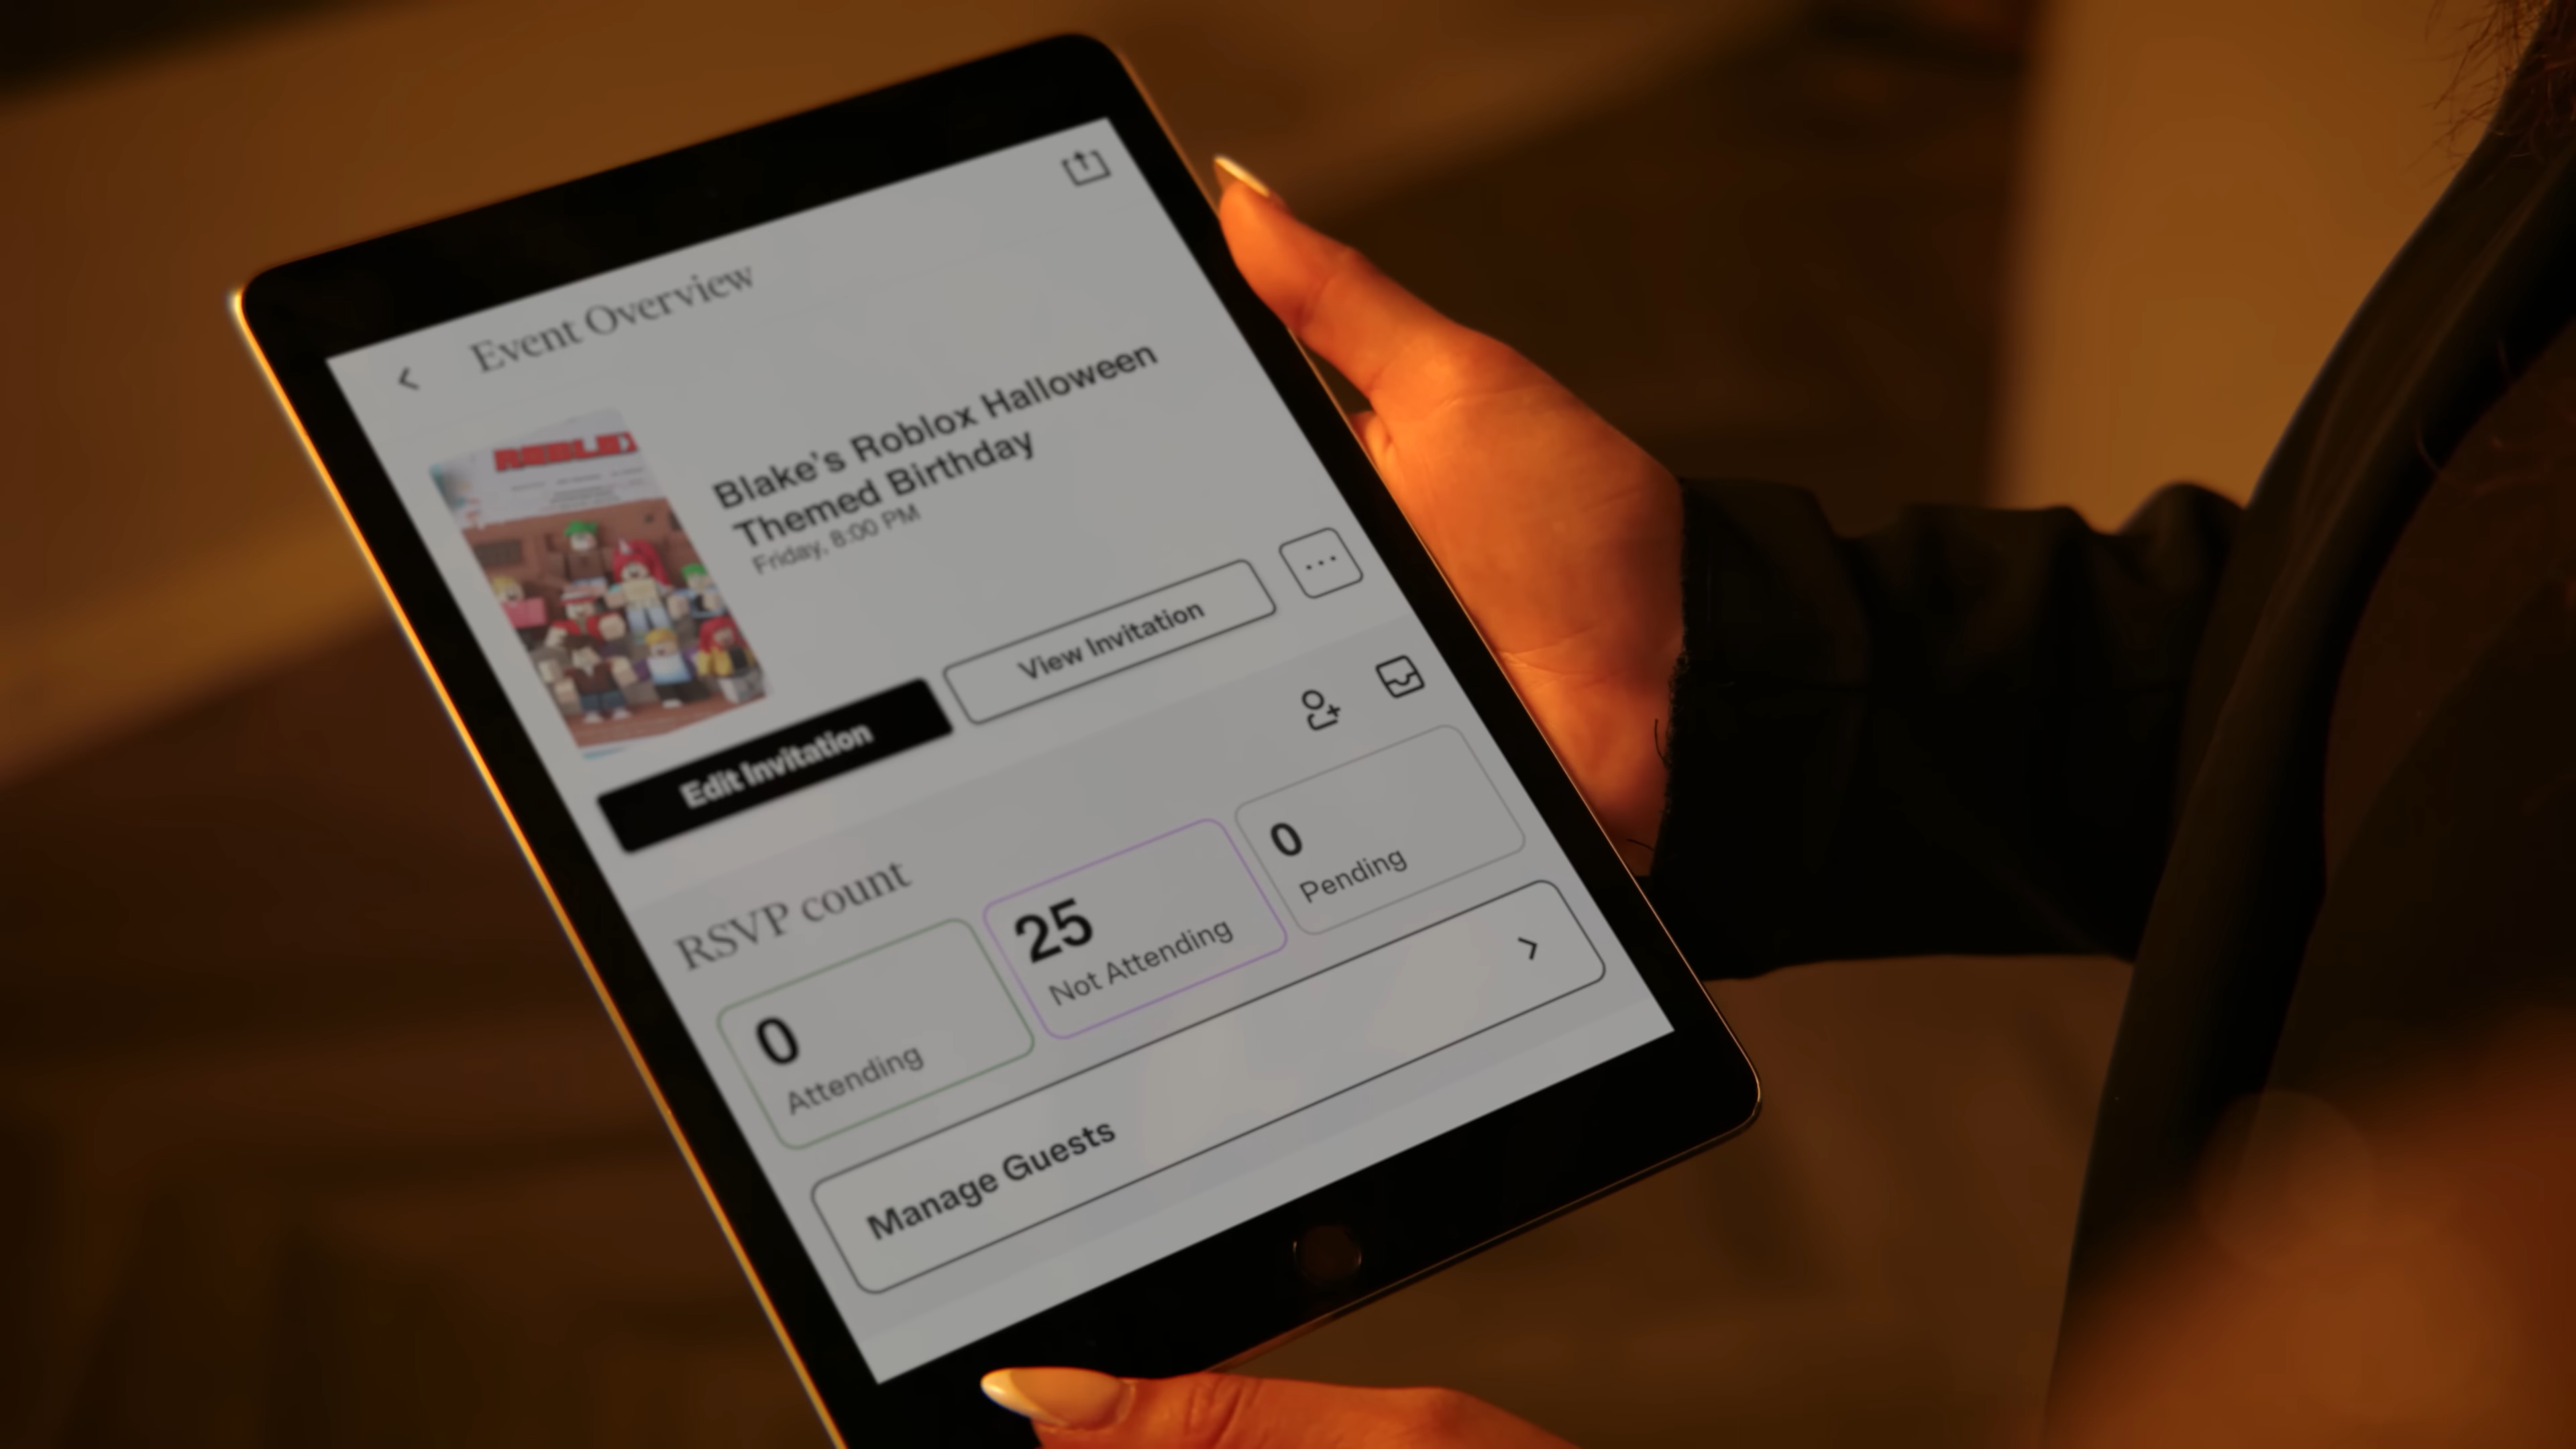 Event Overview
ROBLOX
Blake's Roblox Halloween
Themed Birthday
Friday, 8:00 PM
Edit Invitation
View Invitation
RSVP count
0
Attending
25
Not Attending
0
Pending
Manage Guests